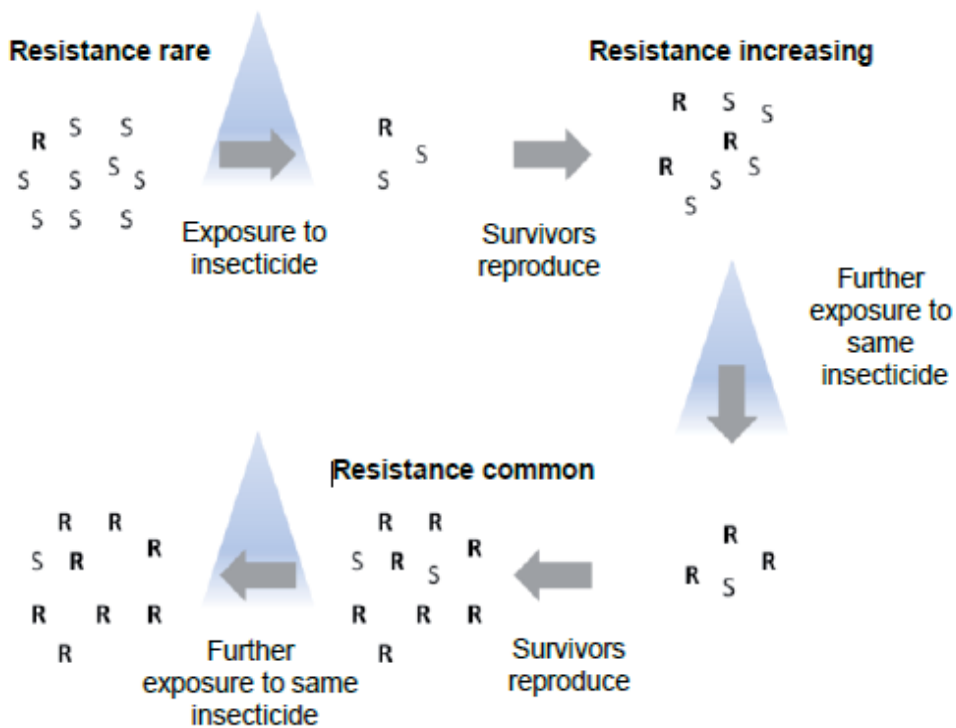 Resistance rare
S S
R
S
S S S
S S S
Exposure to
insecticide
R
S
S
Survivors
reproduce
Resistance increasing
R S S
R
R S
S
S
Further
exposure to
same
insecticide
R
R
R
S
Survivors
reproduce
Resistance common
R R
R
S R
S
R R R
R
Further
exposure to same
insecticide
R R
R
S R
R R R
R